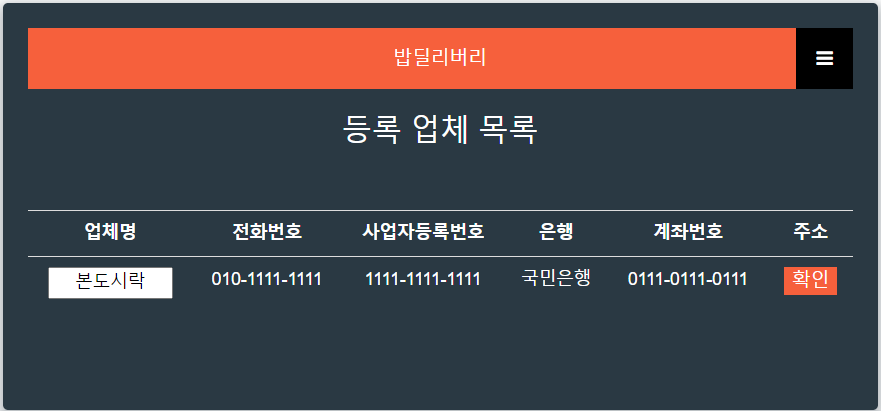 밥딜리버리
등록 업체 목록
업체명 전화번호 사업자등록번호 은행 계좌번호 주소
본도시락 010-1111-1111 1111-1111-1111 국민은행 0111-0111-0111 확인